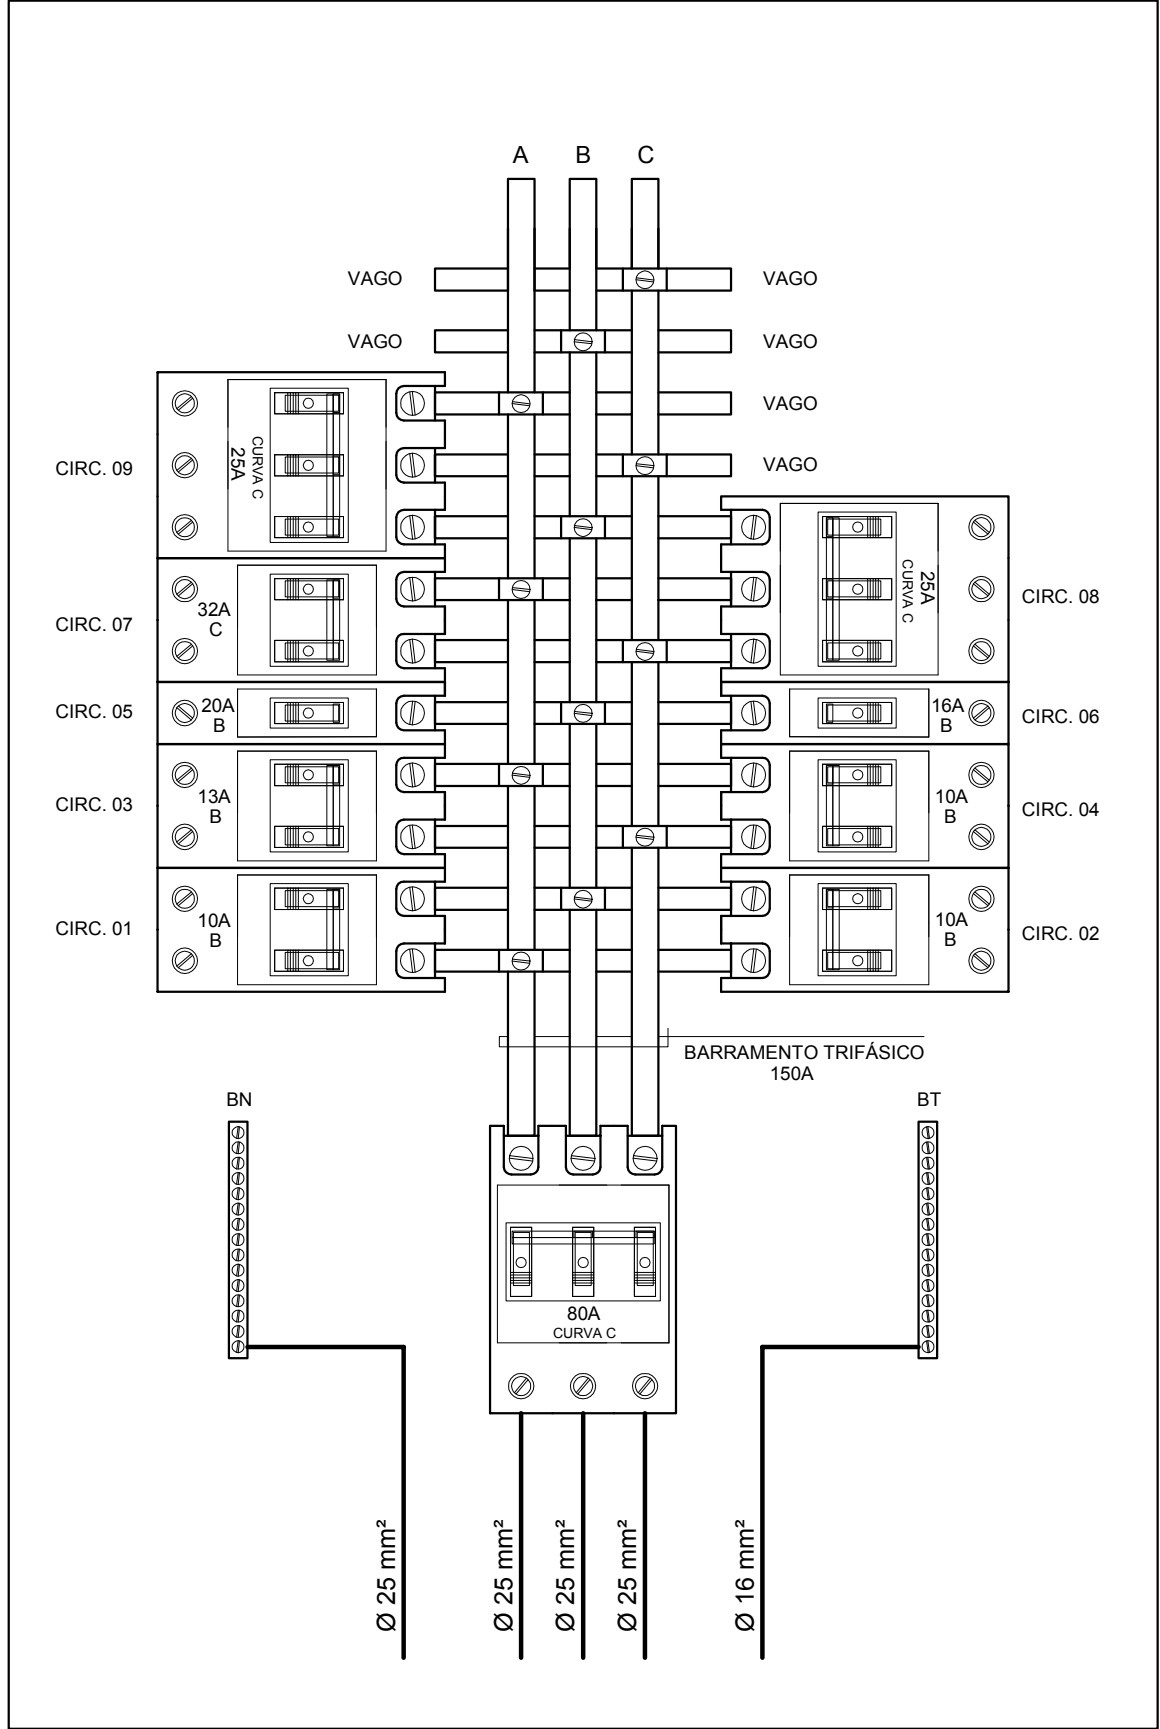 A B C
VAGO VAGO
VAGO VAGO
VAGO
VAGO
CIRC. 09
CURVA C
25A
CIRC. 07
32A
C
25A
CURVA C
CIRC. 08
CIRC. 05
20A
B
16A
B
CIRC. 06
CIRC. 03
13A
B
10A
B
CIRC. 04
CIRC. 01
10A
B
10A
B
CIRC. 02
BARRAMENTO TRIFÁSICO
150A
BN
BT
80A
CURVA C
Ø 25 mm²
Ø 25 mm²
Ø 25 mm²
Ø 25 mm²
Ø 16 mm²